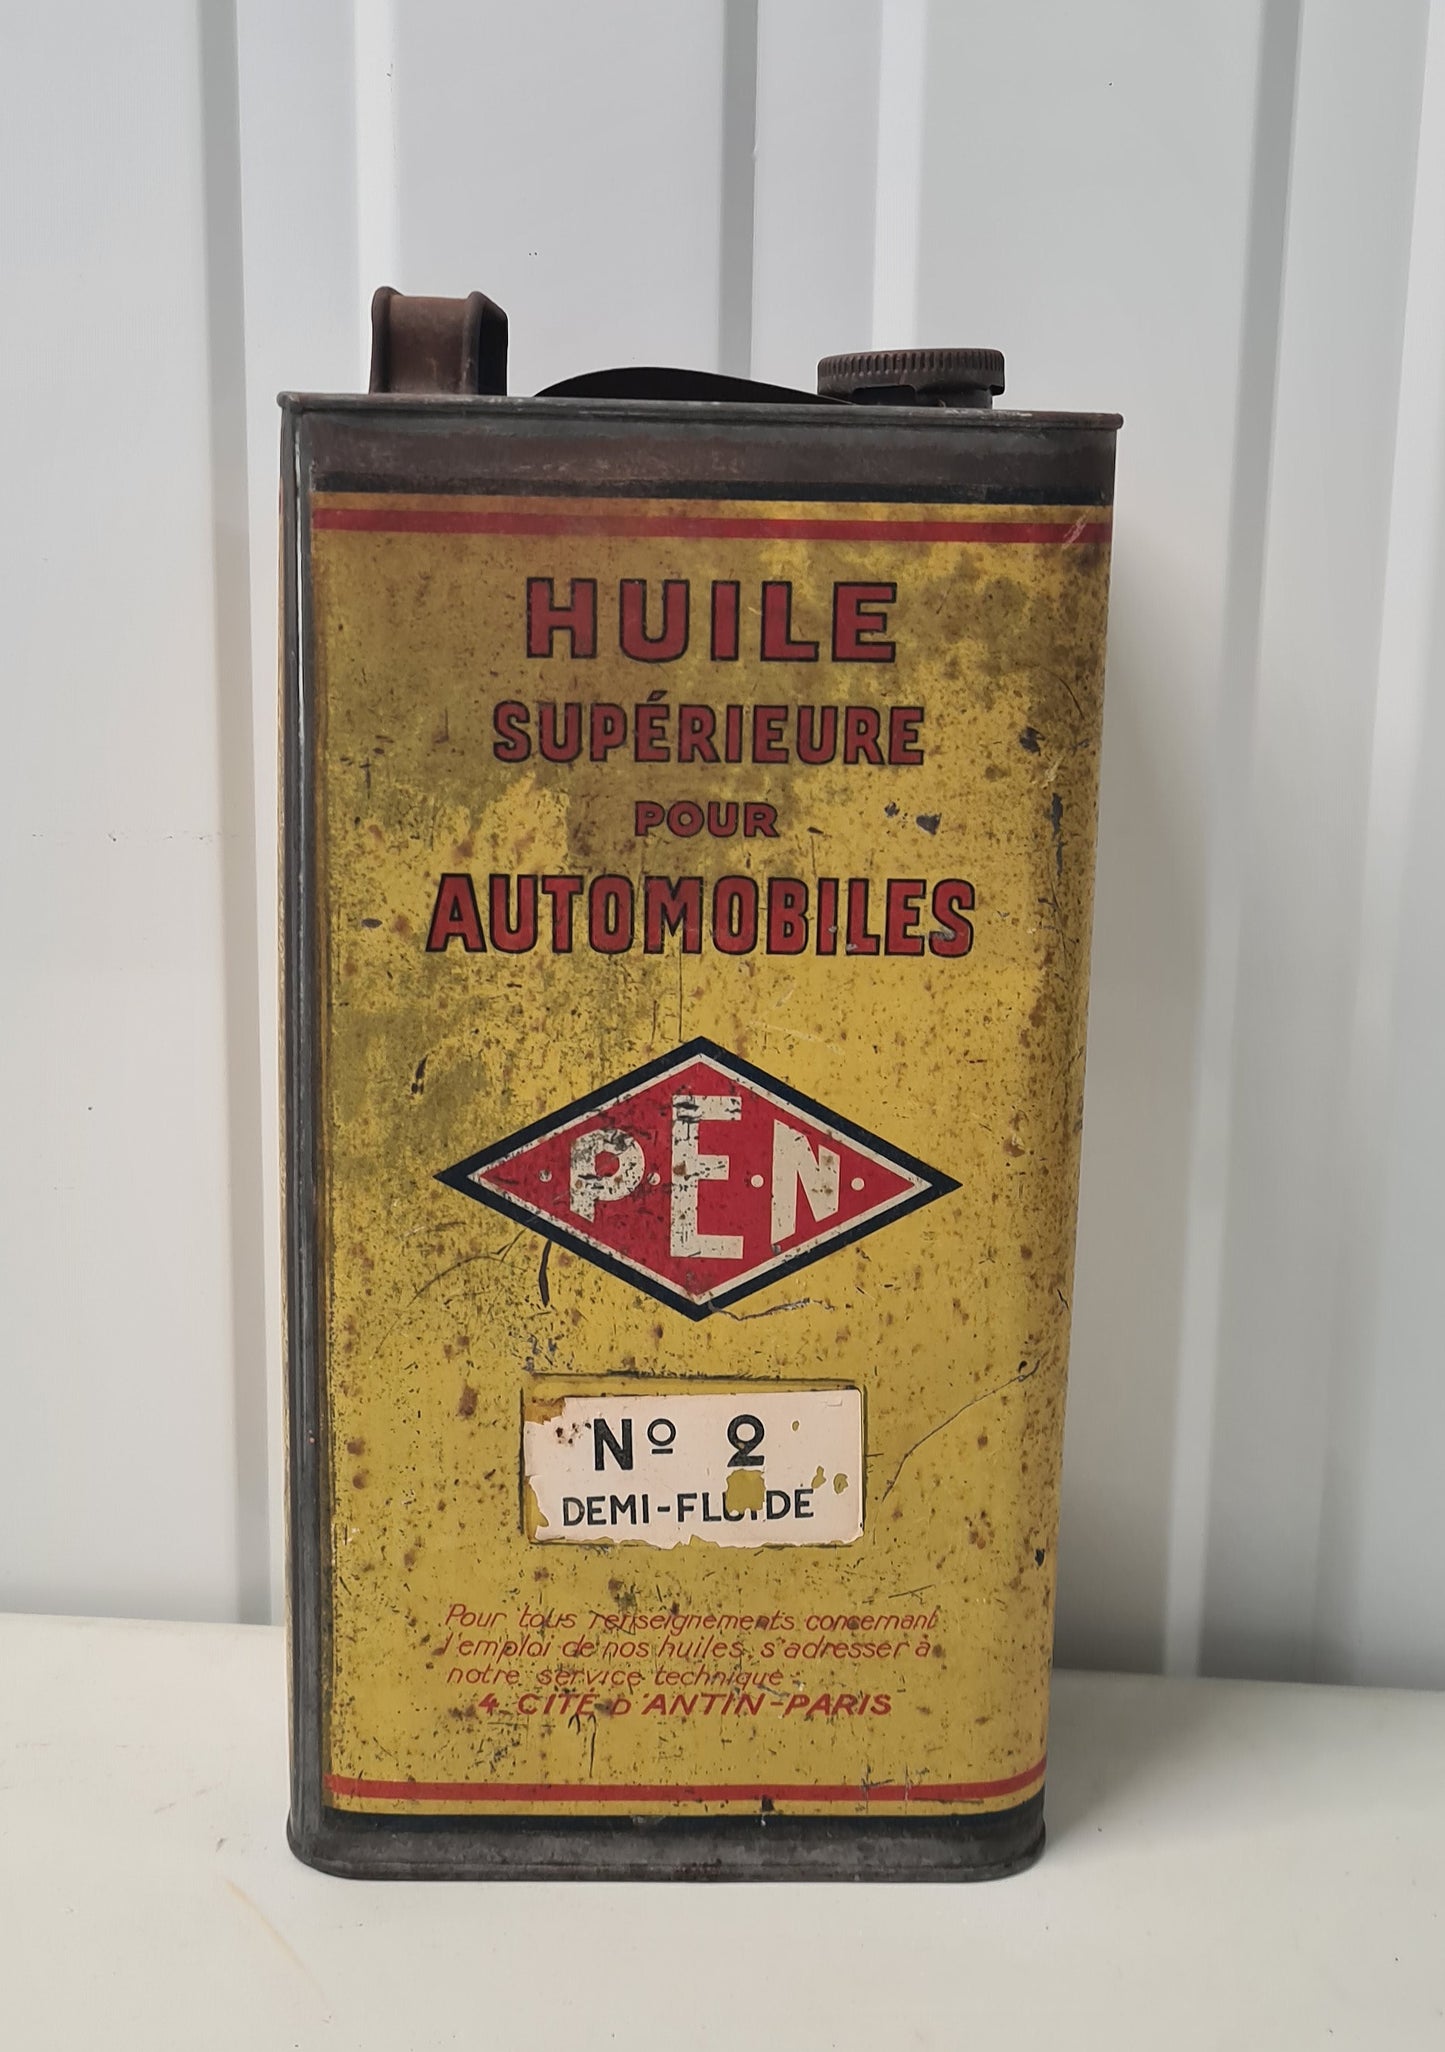 HUILE
SUPÉRIEURE
POUR
AUTOMOBILES
P·E·N·
Nº 2
DEMI-FLUIDE
Pour tous renseignements concernant
l'emploi de nos huiles, s'adresser à
notre service technique :
4 CITÉ D'ANTIN-PARIS